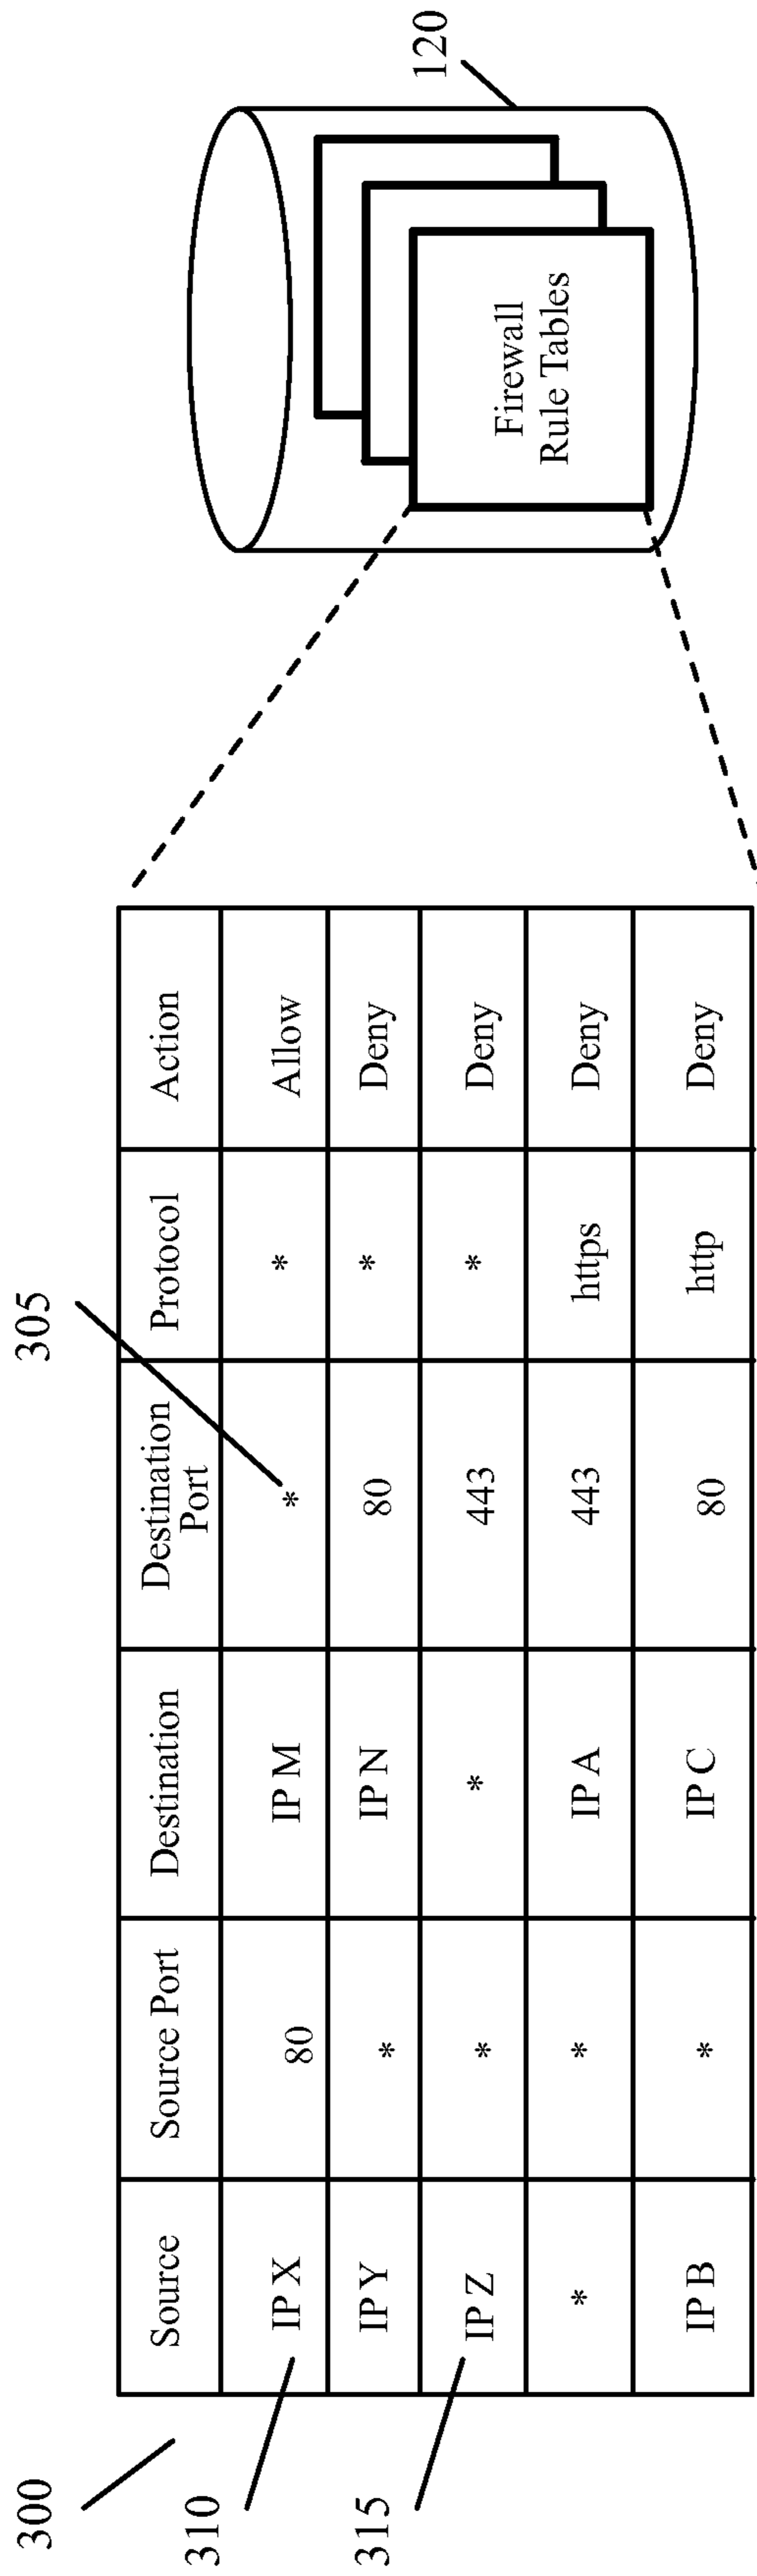 300
305
310
315
120
Source Source Port Destination Destination Port Protocol Action
IP X 80 IP M * * Allow
IP Y * IP N 80 * Deny
IP Z * * 443 * Deny
* * IP A 443 https Deny
IP B * IP C 80 http Deny
Firewall
Rule Tables